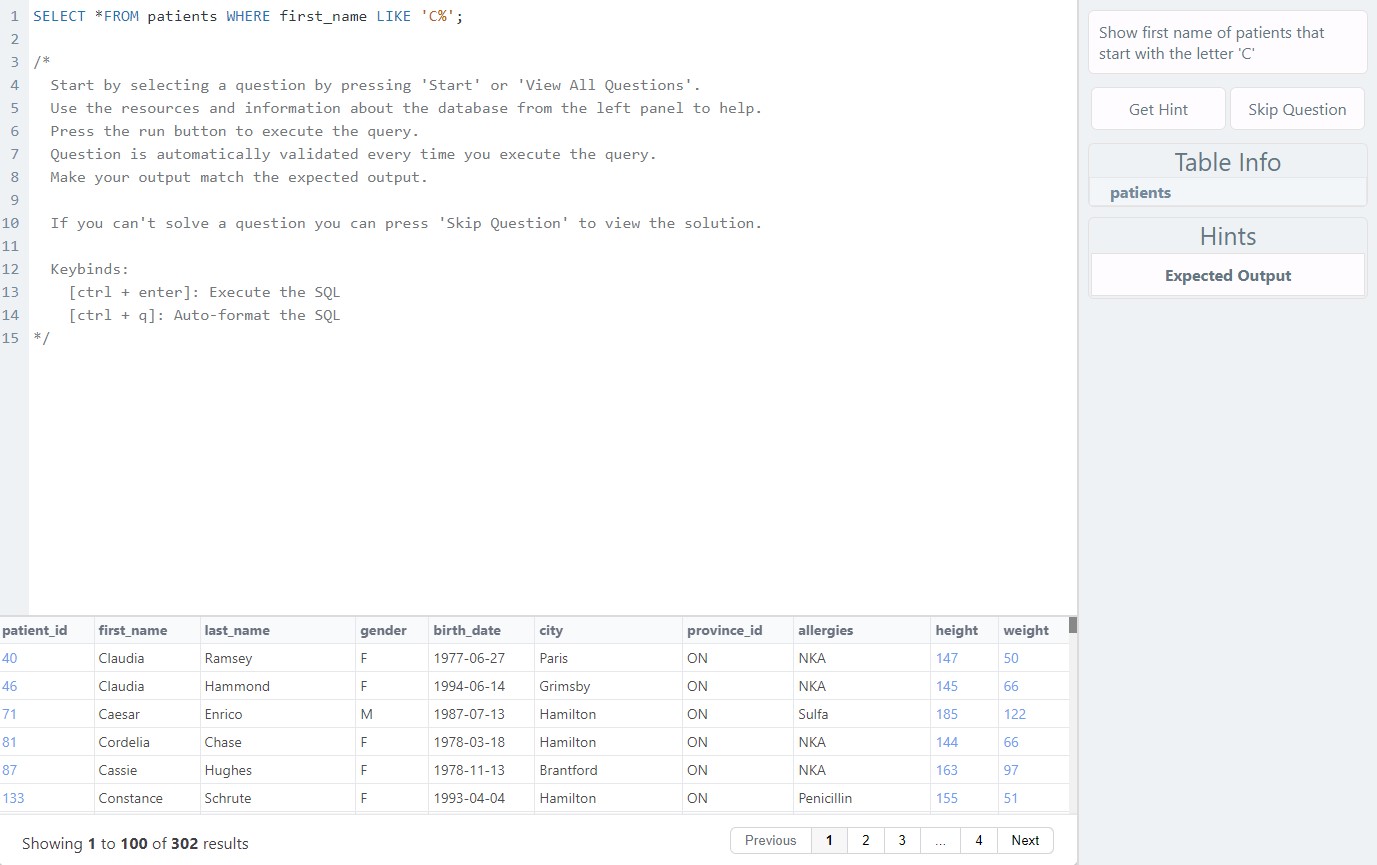 1 SELECT *FROM patients WHERE first_name LIKE 'C%';
2
3 /*
4 Start by selecting a question by pressing 'Start' or 'View All Questions'.
5 Use the resources and information about the database from the left panel to help.
6 Press the run button to execute the query.
7 Question is automatically validated every time you execute the query.
8 Make your output match the expected output.
9
10 If you can't solve a question you can press 'Skip Question' to view the solution.
11
12 Keybinds:
13 [ctrl + enter]: Execute the SQL
14 [ctrl + q]: Auto-format the SQL
15 */
patient_id first_name last_name gender birth_date city province_id allergies height weight
40 Claudia Ramsey F 1977-06-27 Paris ON NKA 147 50
46 Claudia Hammond F 1994-06-14 Grimsby ON NKA 145 66
71 Caesar Enrico M 1987-07-13 Hamilton ON Sulfa 185 122
81 Cordelia Chase F 1978-03-18 Hamilton ON NKA 144 66
87 Cassie Hughes F 1978-11-13 Brantford ON NKA 163 97
133 Constance Schrute F 1993-04-04 Hamilton ON Penicillin 155 51
Showing 1 to 100 of 302 results
Previous 1 2 3 ... 4 Next
Show first name of patients that
start with the letter 'C'
Get Hint Skip Question
Table Info
patients
Hints
Expected Output